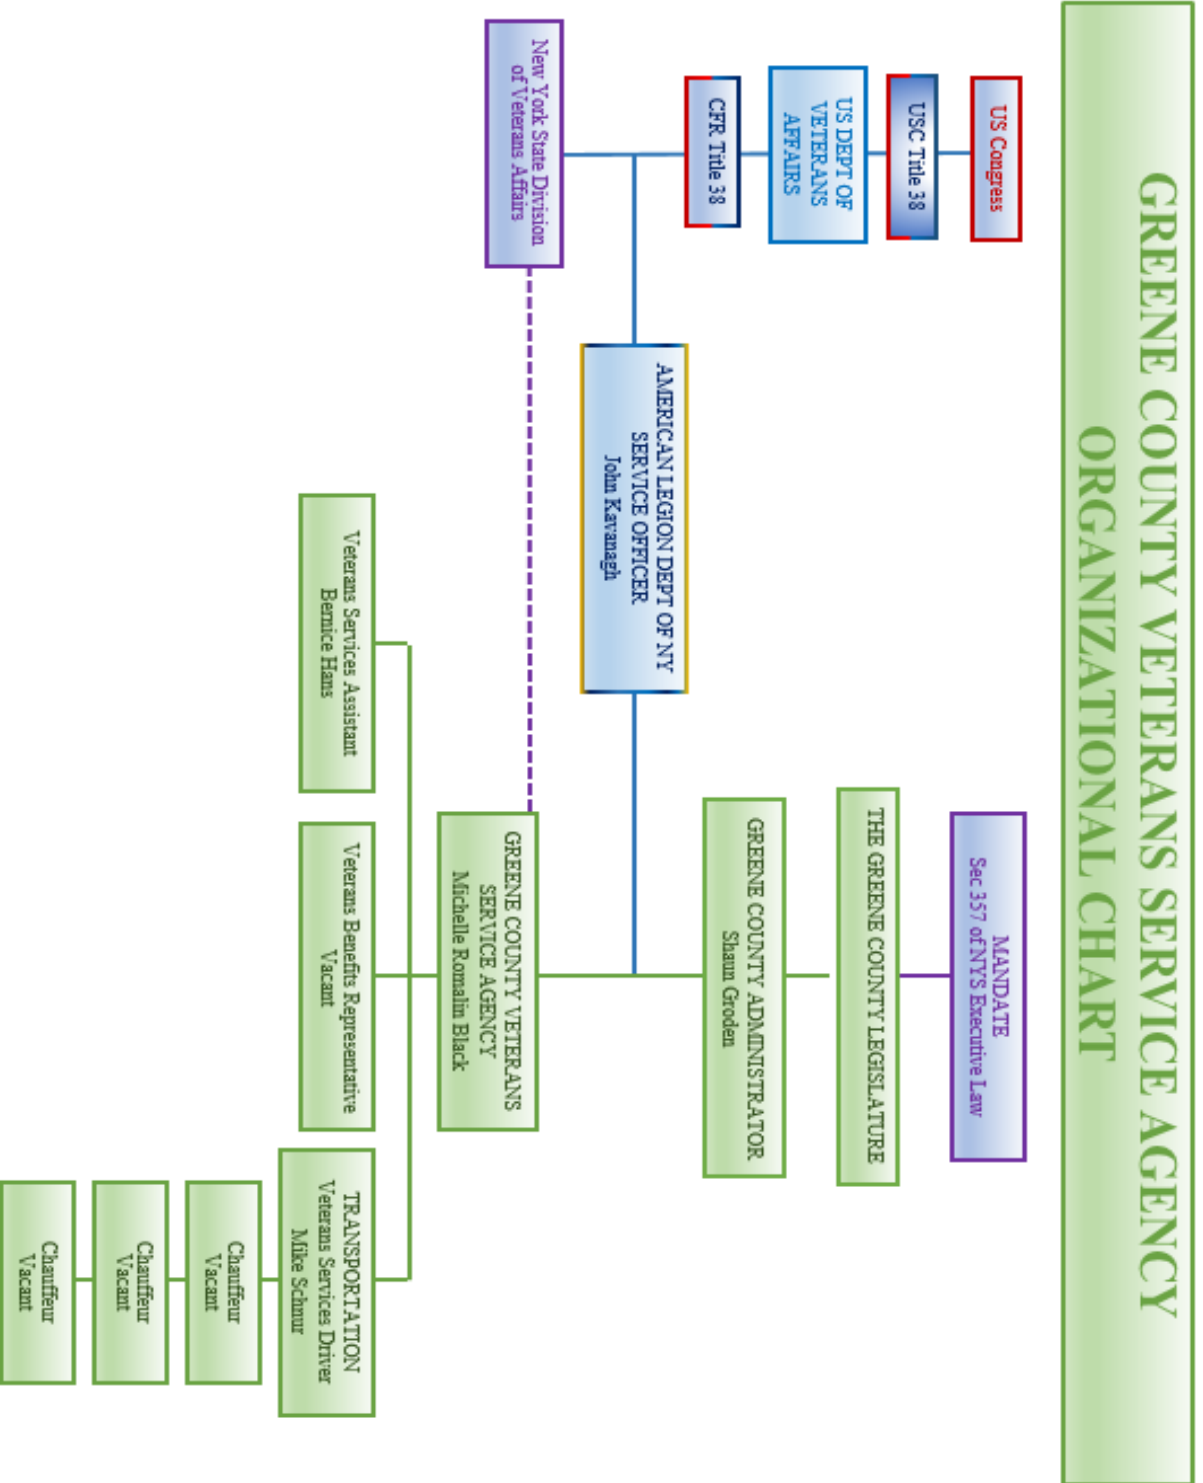 GREENE COUNTY VETERANS SERVICE AGENCY
ORGANIZATIONAL CHART
US Congress
USC Title 38
US DEPT OF
VETERANS
AFFAIRS
CFR Title 38
New York State Division
of Veterans Affairs
AMERICAN LEGION DEPT OF NY
SERVICE OFFICER
John Kavanagh
MANDATE
Sec 357 of NYS Executive Law
THE GREENE COUNTY LEGISLATURE
GREENE COUNTY ADMINISTRATOR
Shaun Groden
GREENE COUNTY VETERANS
SERVICE AGENCY
Michelle Romalin Black
Veterans Services Assistant
Bernice Hans
Veterans Benefits Representative
Vacant
TRANSPORTATION
Veterans Services Driver
Mike Schnur
Chauffeur
Vacant
Chauffeur
Vacant
Chauffeur
Vacant